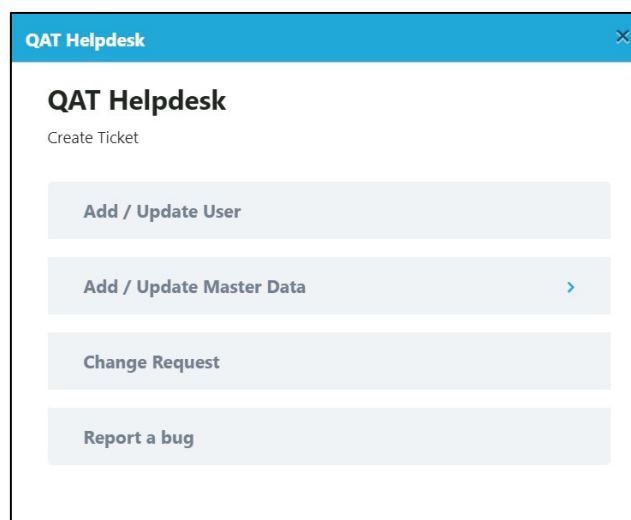 QAT Helpdesk
QAT Helpdesk
Create Ticket
Add / Update User
Add / Update Master Data
Change Request
Report a bug